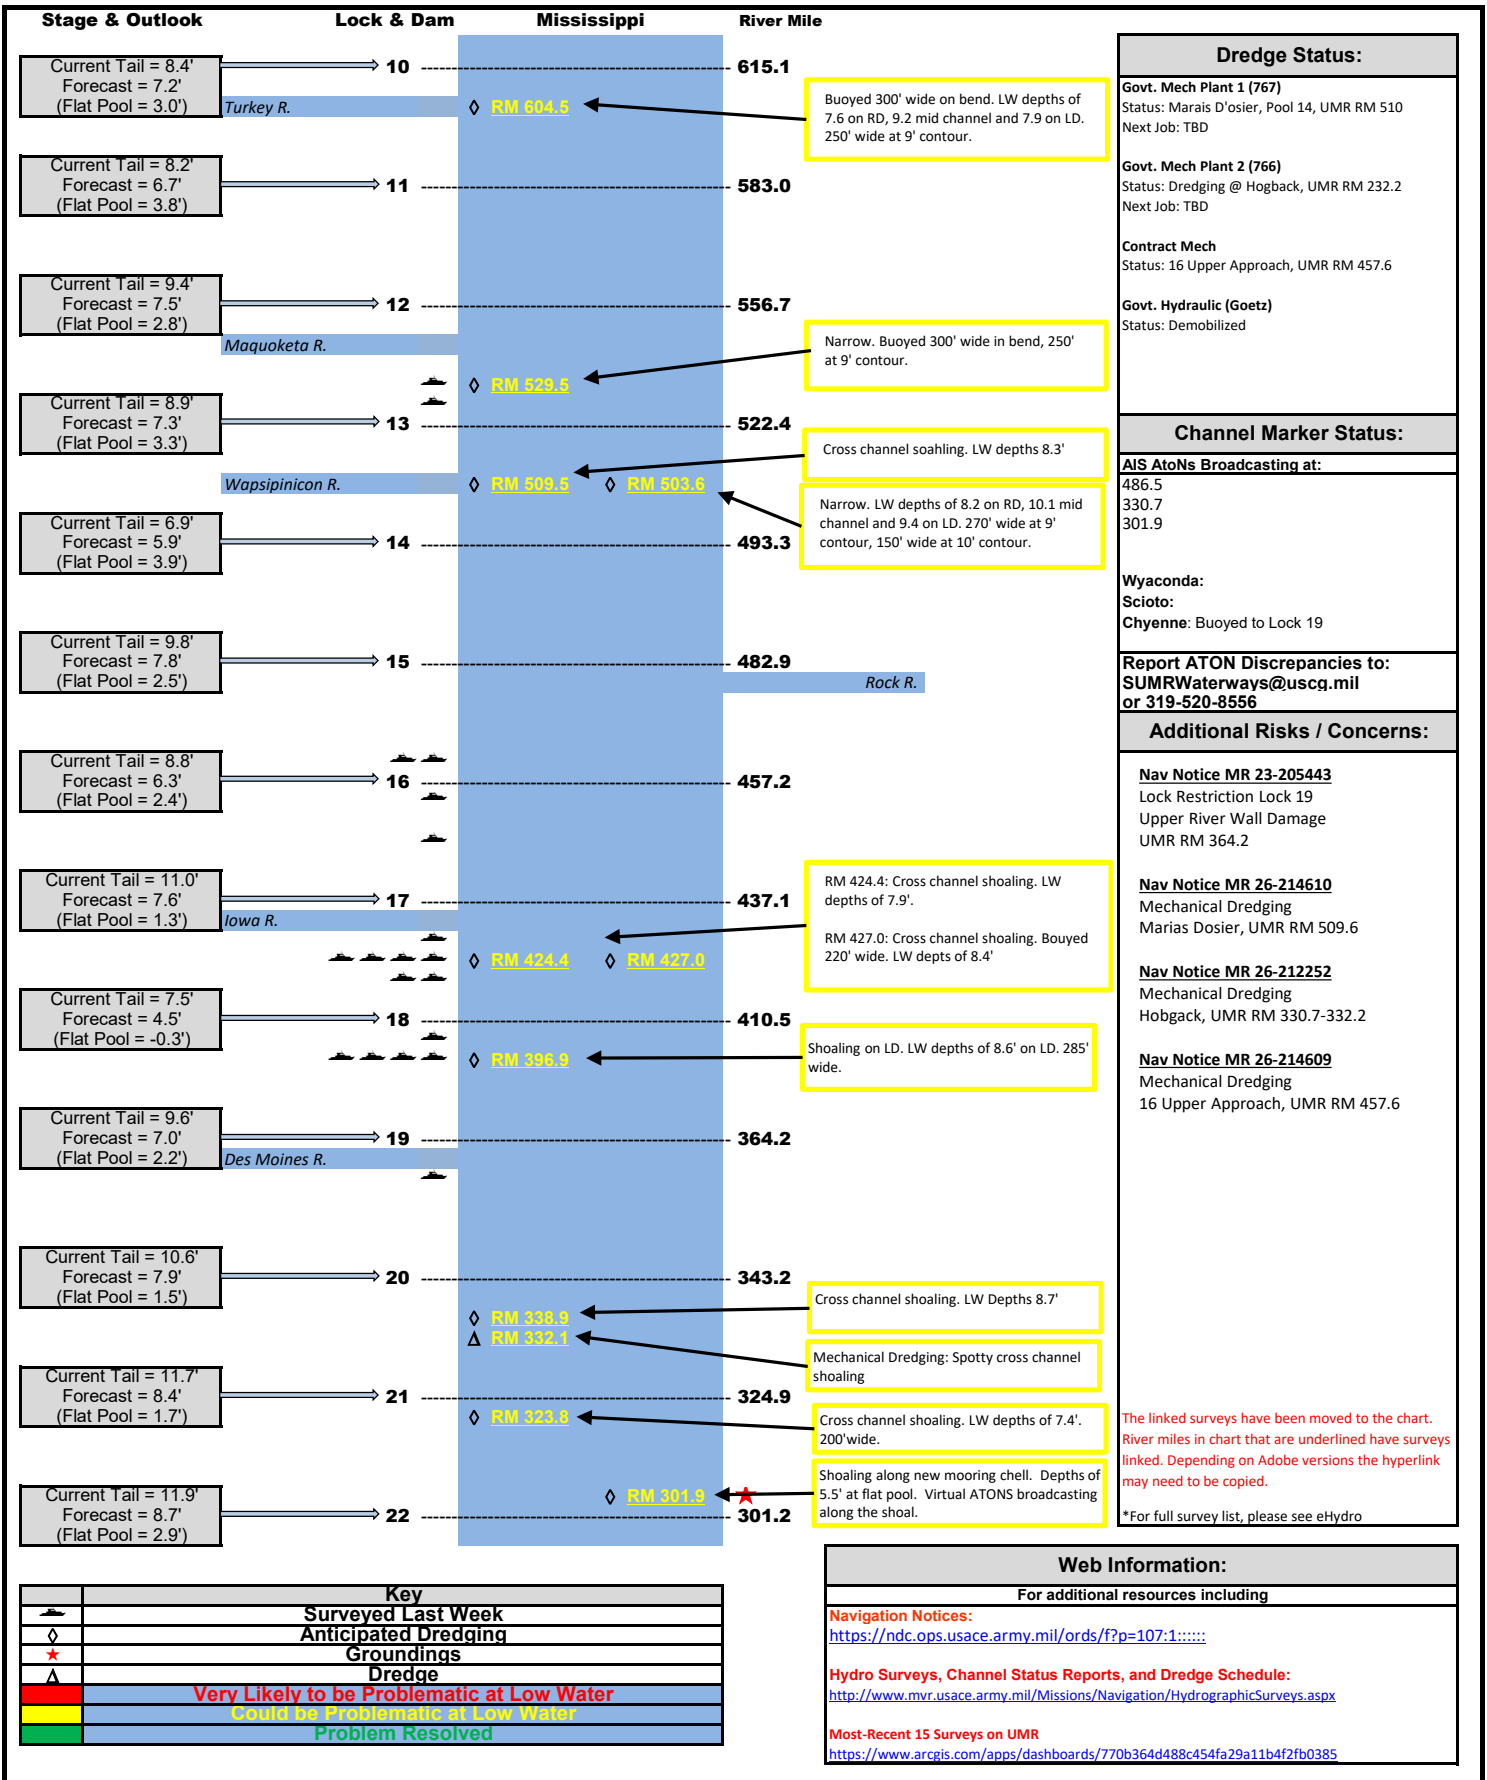 Stage & Outlook Lock & Dam Mississippi River Mile
Current Tail = 8.4'
Forecast = 7.2'
(Flat Pool = 3.0')
10 615.1
Turkey R.
RM 604.5
Buoyed 300' wide on bend. LW depths of
7.6 on RD, 9.2 mid channel and 7.9 on LD.
250' wide at 9' contour.
Current Tail = 8.2'
Forecast = 6.7'
(Flat Pool = 3.8')
11 583.0
Current Tail = 9.4'
Forecast = 7.5'
(Flat Pool = 2.8')
12 556.7
Maquoketa R.
RM 529.5
Narrow. Buoyed 300' wide in bend, 250'
at 9' contour.
Current Tail = 8.9'
Forecast = 7.3'
(Flat Pool = 3.3')
13 522.4
Wapsipinicon R.
RM 509.5 RM 503.6
Cross channel soahling. LW depths 8.3'
Narrow. LW depths of 8.2 on RD, 10.1 mid
channel and 9.4 on LD. 270' wide at 9'
contour, 150' wide at 10' contour.
Current Tail = 6.9'
Forecast = 5.9'
(Flat Pool = 3.9')
14 493.3
Current Tail = 9.8'
Forecast = 7.8'
(Flat Pool = 2.5')
15 482.9
Rock R.
Current Tail = 8.8'
Forecast = 6.3'
(Flat Pool = 2.4')
16 457.2
Current Tail = 11.0'
Forecast = 7.6'
(Flat Pool = 1.3')
17 437.1
Iowa R.
RM 424.4 RM 427.0
RM 424.4: Cross channel shoaling. LW
depths of 7.9'.
RM 427.0: Cross channel shoaling. Bouyed
220' wide. LW depts of 8.4'
Current Tail = 7.5'
Forecast = 4.5'
(Flat Pool = -0.3')
18 410.5
RM 396.9
Shoaling on LD. LW depths of 8.6' on LD. 285'
wide.
Current Tail = 9.6'
Forecast = 7.0'
(Flat Pool = 2.2')
19 364.2
Des Moines R.
Current Tail = 10.6'
Forecast = 7.9'
(Flat Pool = 1.5')
20 343.2
RM 338.9
Cross channel shoaling. LW Depths 8.7'
RM 332.1
Mechanical Dredging: Spotty cross channel
shoaling
Current Tail = 11.7'
Forecast = 8.4'
(Flat Pool = 1.7')
21 324.9
RM 323.8
Cross channel shoaling. LW depths of 7.4'.
200'wide.
RM 301.9
Shoaling along new mooring chell. Depths of
5.5' at flat pool. Virtual ATONS broadcasting
along the shoal.
Current Tail = 11.9'
Forecast = 8.7'
(Flat Pool = 2.9')
22 301.2
Dredge Status:
Govt. Mech Plant 1 (767)
Status: Marais D'osier, Pool 14, UMR RM 510
Next Job: TBD
Govt. Mech Plant 2 (766)
Status: Dredging @ Hogback, UMR RM 232.2
Next Job: TBD
Contract Mech
Status: 16 Upper Approach, UMR RM 457.6
Govt. Hydraulic (Goetz)
Status: Demobilized
Channel Marker Status:
AIS AtoNs Broadcasting at:
486.5
330.7
301.9
Wyaconda:
Scioto:
Chyenne: Buoyed to Lock 19
Report ATON Discrepancies to:
SUMRWaterways@uscg.mil
or 319-520-8556
Additional Risks / Concerns:
Nav Notice MR 23-205443
Lock Restriction Lock 19
Upper River Wall Damage
UMR RM 364.2
Nav Notice MR 26-214610
Mechanical Dredging
Marias Dosier, UMR RM 509.6
Nav Notice MR 26-212252
Mechanical Dredging
Hobgack, UMR RM 330.7-332.2
Nav Notice MR 26-214609
Mechanical Dredging
16 Upper Approach, UMR RM 457.6
The linked surveys have been moved to the chart.
River miles in chart that are underlined have surveys
linked. Depending on Adobe versions the hyperlink
may need to be copied.
*For full survey list, please see eHydro
Key
Surveyed Last Week
Anticipated Dredging
Groundings
Dredge
Very Likely to be Problematic at Low Water
Could be Problematic at Low Water
Problem Resolved
Web Information:
For additional resources including
Navigation Notices:
https://ndc.ops.usace.army.mil/ords/f?p=107:1::::::
Hydro Surveys, Channel Status Reports, and Dredge Schedule:
http://www.mvr.usace.army.mil/Missions/Navigation/HydrographicSurveys.aspx
Most-Recent 15 Surveys on UMR
https://www.arcgis.com/apps/dashboards/770b364d488c454fa29a11b4f2fb0385